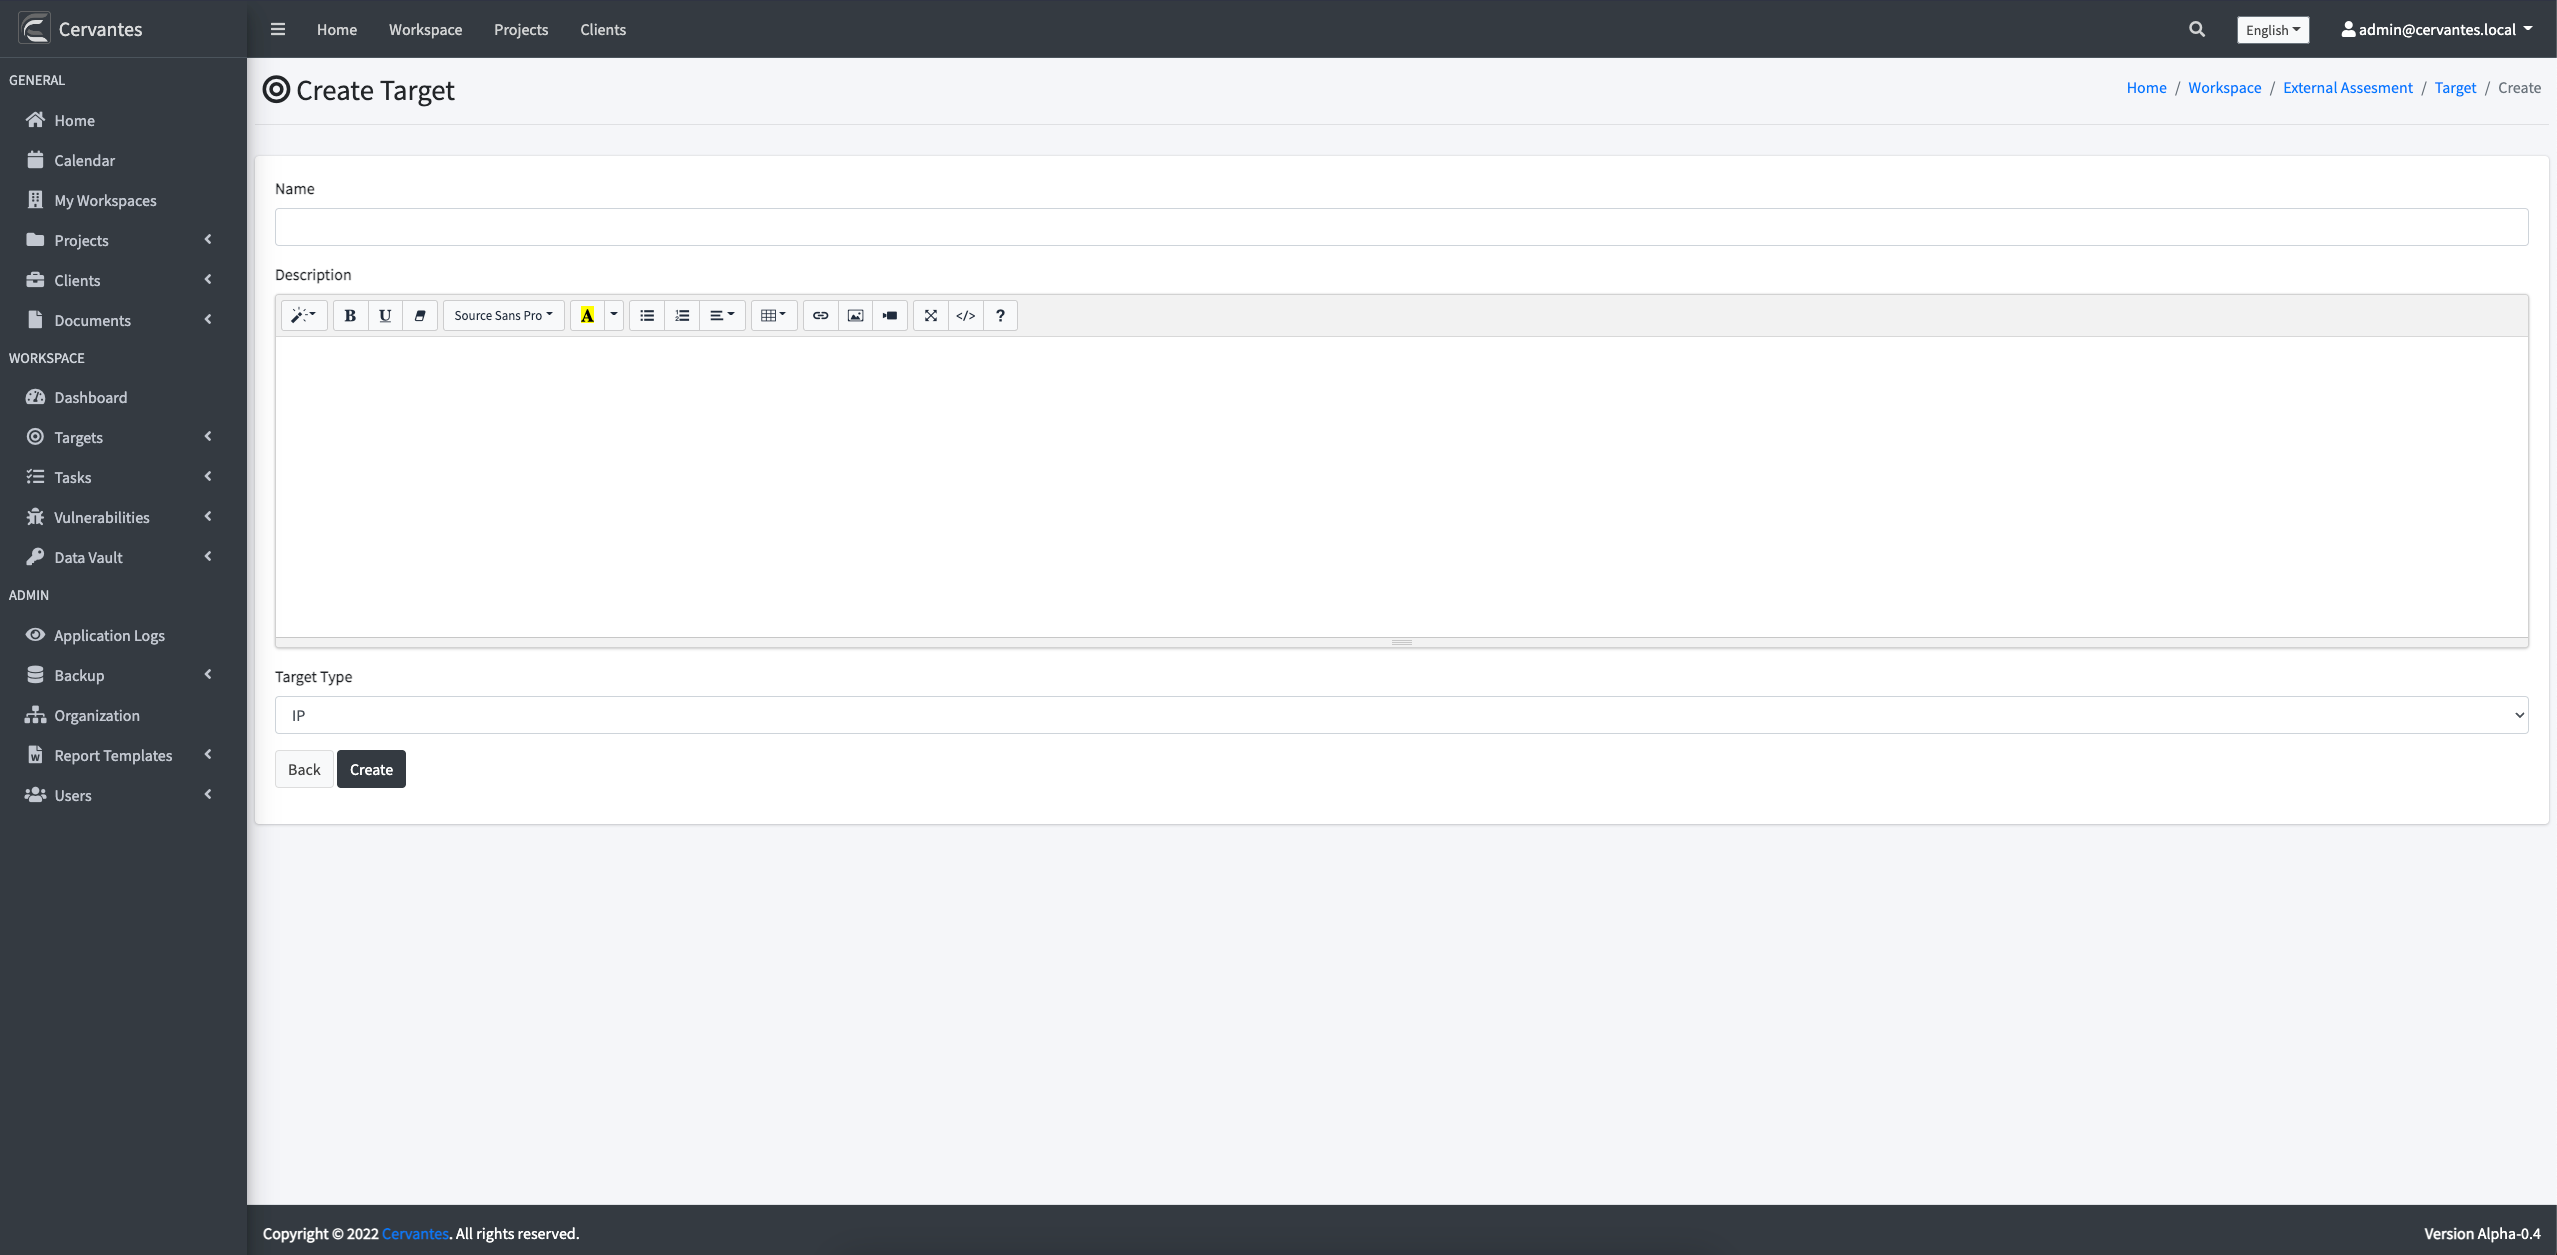 Cervantes
Home Workspace Projects Clients
English
admin@cervantes.local
GENERAL
Home
Calendar
My Workspaces
Projects
Clients
Documents
WORKSPACE
Dashboard
Targets
Tasks
Vulnerabilities
Data Vault
ADMIN
Application Logs
Backup
Organization
Report Templates
Users
Create Target
Home / Workspace / External Assesment / Target / Create
Name
Description
B U Source Sans Pro A </> ?
Target Type
IP
Back Create
Copyright © 2022 Cervantes. All rights reserved.
Version Alpha-0.4